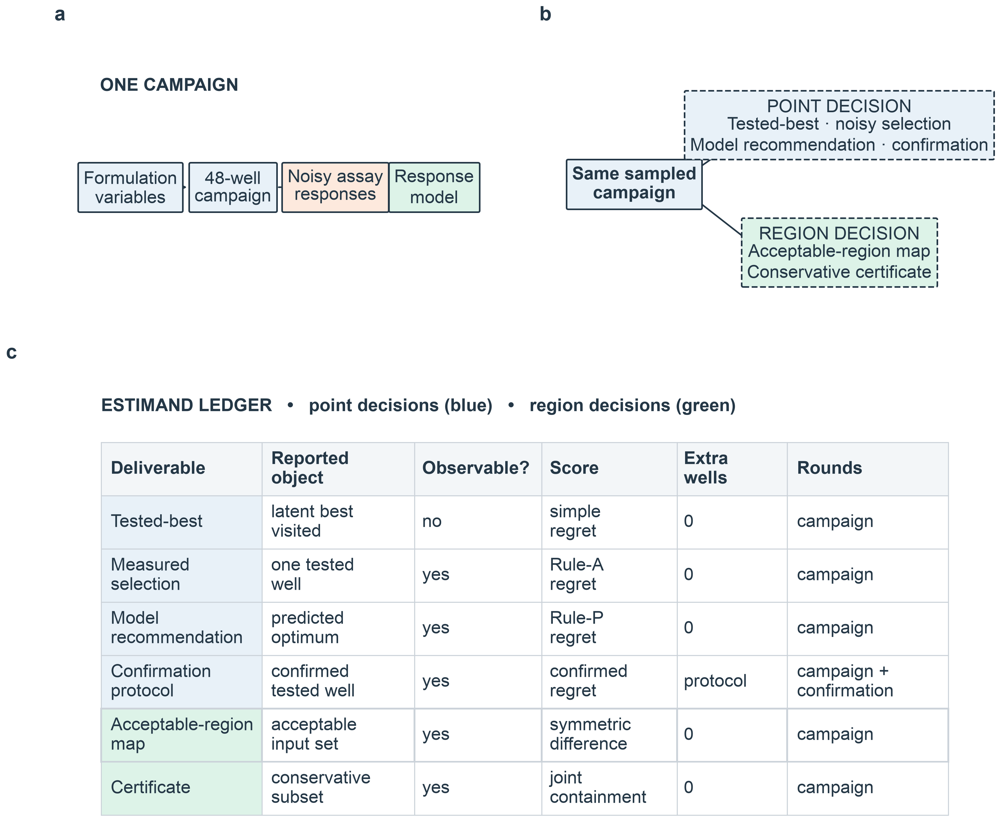 a
b
ONE CAMPAIGN
Formulation
variables
48-well
campaign
Noisy assay
responses
Response
model
POINT DECISION
Tested-best · noisy selection
Model recommendation · confirmation
Same sampled
campaign
REGION DECISION
Acceptable-region map
Conservative certificate
c
ESTIMAND LEDGER • point decisions (blue) • region decisions (green)
Deliverable
Reported
object
Observable?
Score
Extra
wells
Rounds
Tested-best
latent best
visited
no
simple
regret
0
campaign
Measured
selection
one tested
well
yes
Rule-A
regret
0
campaign
Model
recommendation
predicted
optimum
yes
Rule-P
regret
0
campaign
Confirmation
protocol
confirmed
tested well
yes
confirmed
regret
protocol
campaign +
confirmation
Acceptable-region
map
acceptable
input set
yes
symmetric
difference
0
campaign
Certificate
conservative
subset
yes
joint
containment
0
campaign